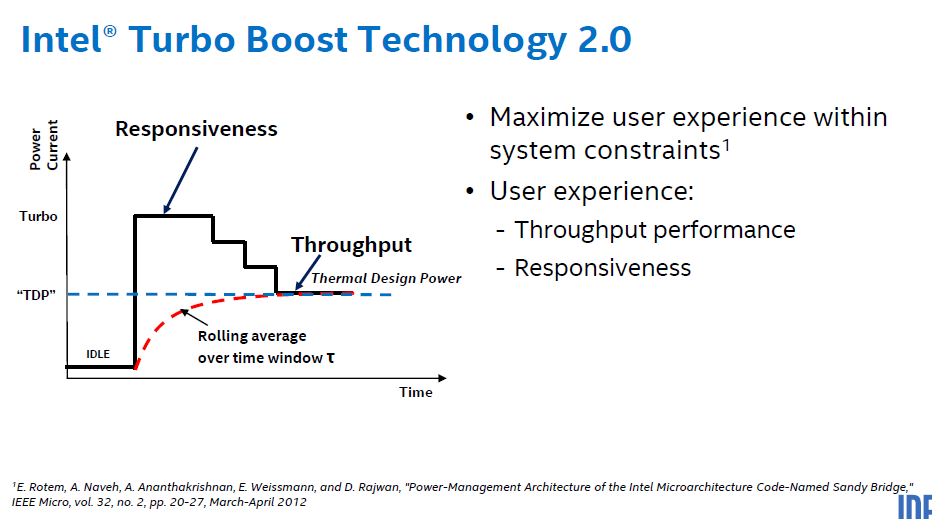 Intel® Turbo Boost Technology 2.0
Power
Current
Responsiveness
Turbo
Throughput
Thermal Design Power
“TDP”
Rolling average
over time window τ
IDLE
Time
• Maximize user experience within
system constraints¹
• User experience:
- Throughput performance
- Responsiveness
¹E. Rotem, A. Naveh, A. Ananthakrishnan, E. Weissmann, and D. Rajwan, "Power-Management Architecture of the Intel Microarchitecture Code-Named Sandy Bridge,"
IEEE Micro, vol. 32, no. 2, pp. 20-27, March-April 2012